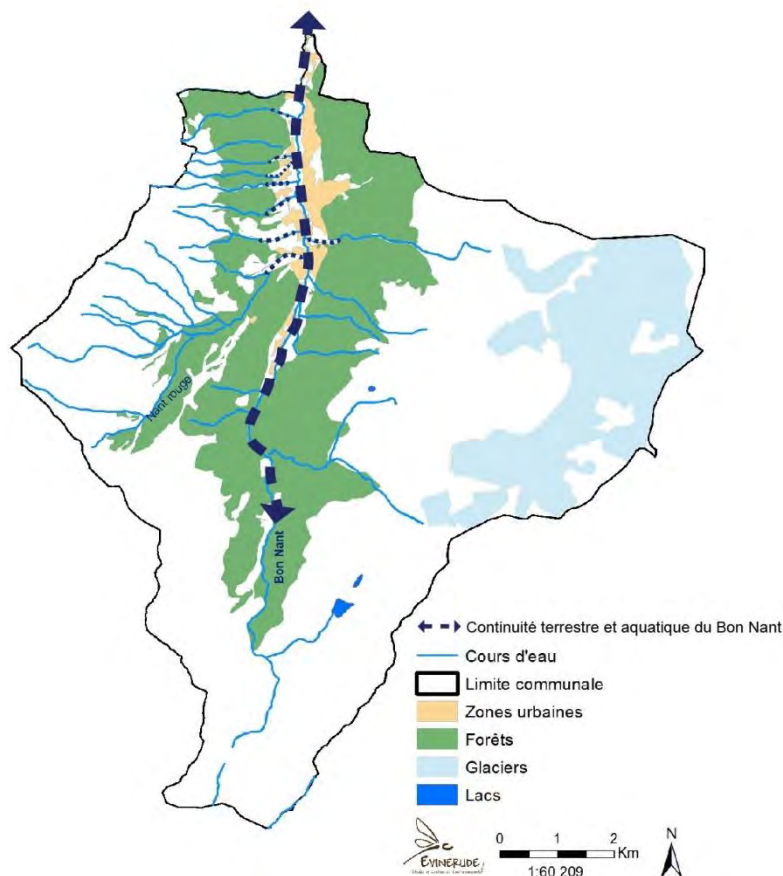 Nant rouge
Bon Nant
Continuité terrestre et aquatique du Bon Nant
Cours d'eau
Limite communale
Zones urbaines
Forêts
Glaciers
Lacs
EVINERUDE
0 1 2
Km
1:60 209
N